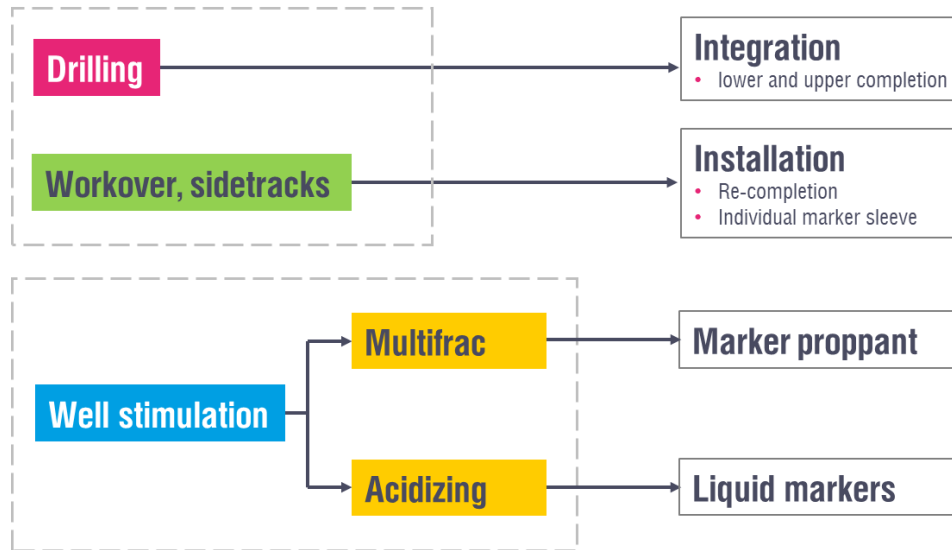 Drilling
Integration
• lower and upper completion
Workover, sidetracks
Installation
• Re-completion
• Individual marker sleeve
Well stimulation
Multifrac
Marker proppant
Acidizing
Liquid markers